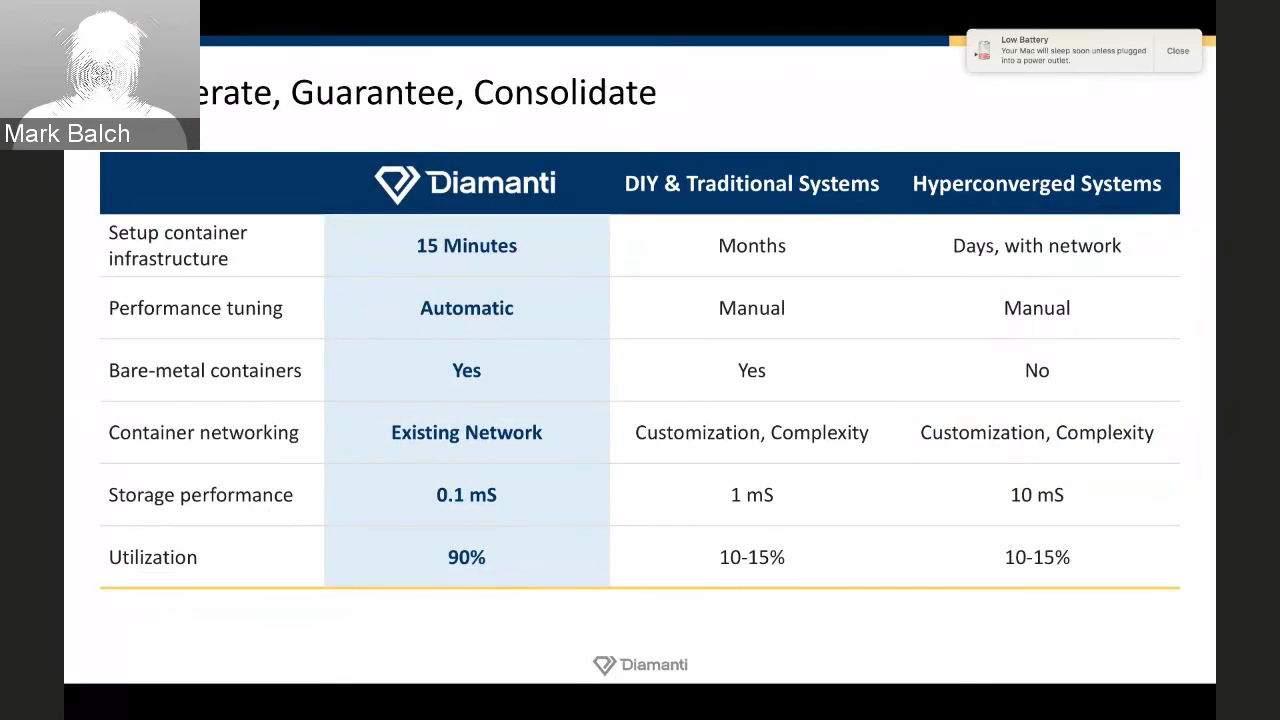 Low Battery
Your Mac will sleep soon unless plugged
into a power outlet.
Close
erate, Guarantee, Consolidate
Mark Balch
Diamanti DIY & Traditional Systems Hyperconverged Systems
Setup container
infrastructure
15 Minutes Months Days, with network
Performance tuning Automatic Manual Manual
Bare-metal containers Yes Yes No
Container networking Existing Network Customization, Complexity Customization, Complexity
Storage performance 0.1 mS 1 mS 10 mS
Utilization 90% 10-15% 10-15%
Diamanti